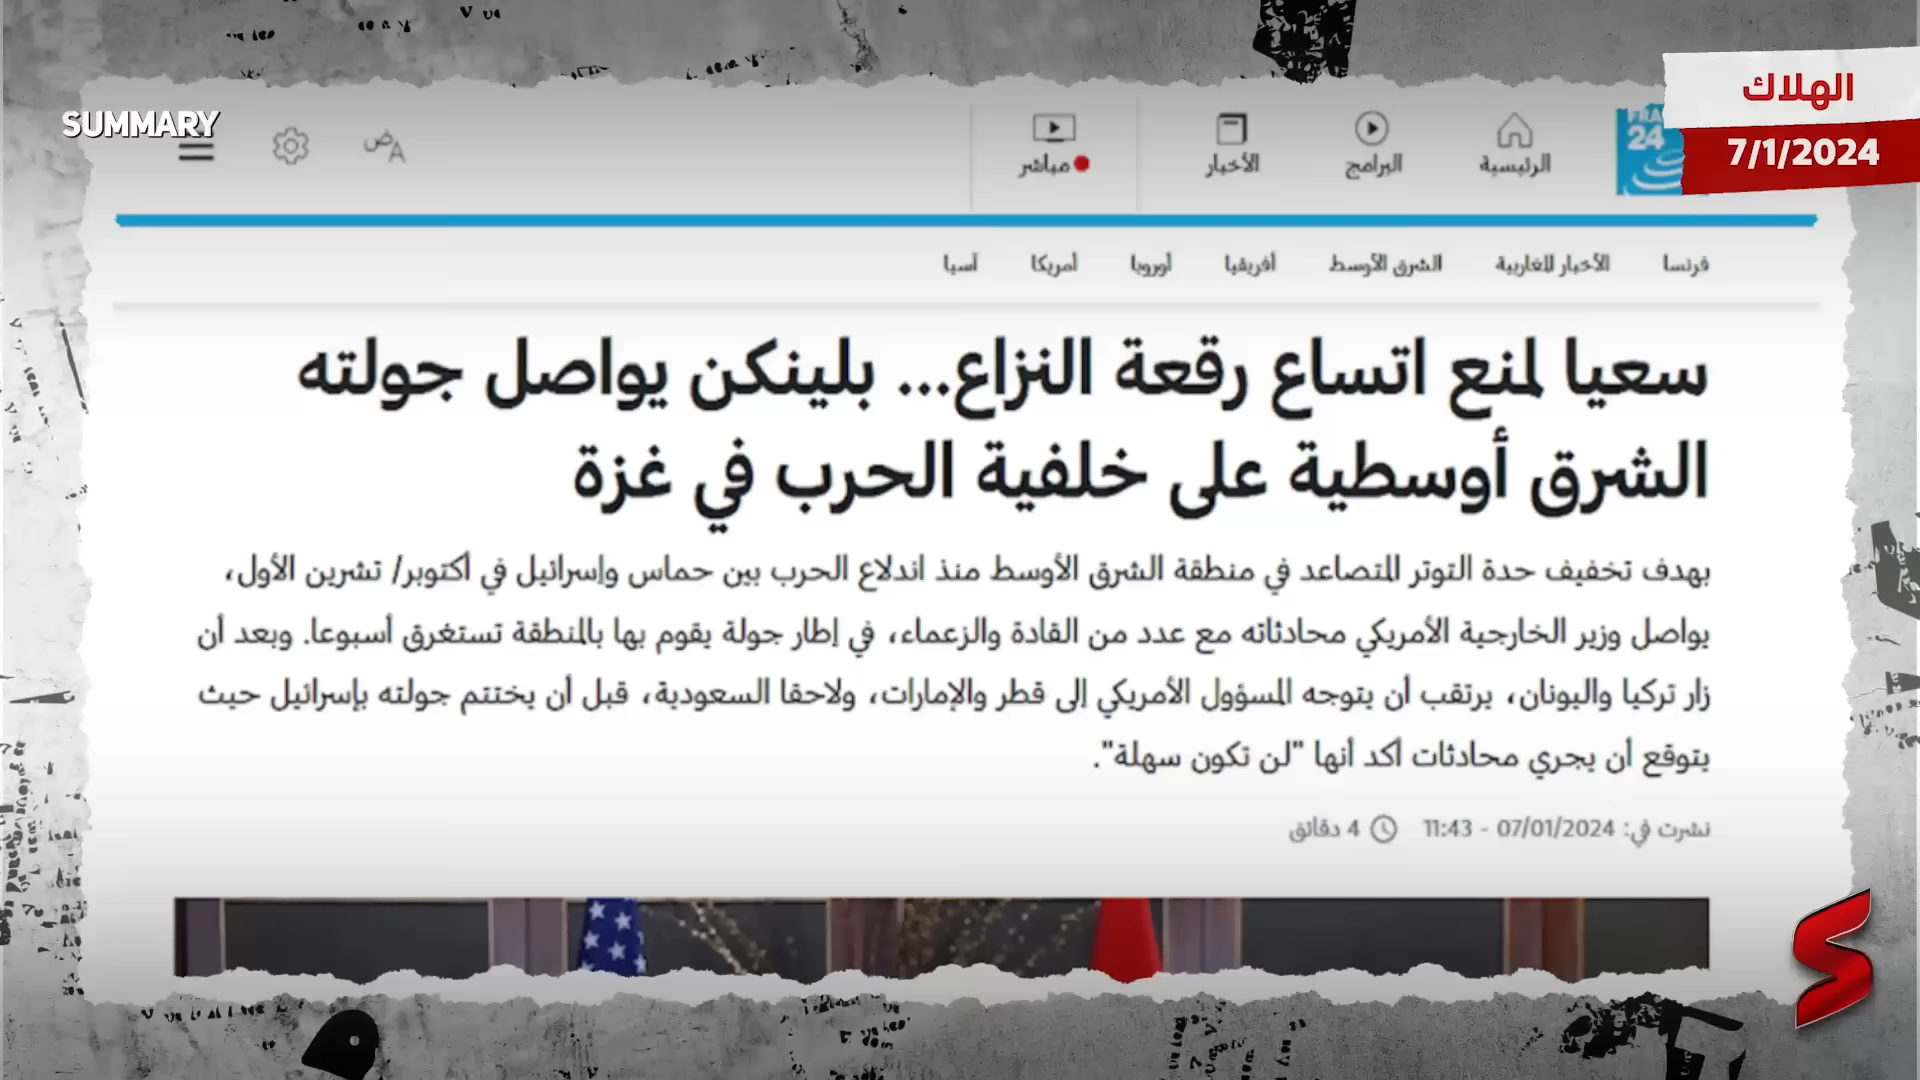 SUMMARY
الهلاك
7/1/2024
FRA
24
الرئيسية
البرامج
الأخبار
مباشر
فرنسا الأخبار المغاربية الشرق الأوسط أفريقيا أوروبا أمريكا آسيا
سعيا لمنع اتساع رقعة النزاع... بلينكن يواصل جولته
الشرق أوسطية على خلفية الحرب في غزة
بهدف تخفيف حدة التوتر المتصاعد في منطقة الشرق الأوسط منذ اندلاع الحرب بين حماس وإسرائيل في أكتوبر/ تشرين الأول،
يواصل وزير الخارجية الأمريكي محادثاته مع عدد من القادة والزعماء، في إطار جولة يقوم بها بالمنطقة تستغرق أسبوعا. وبعد أن
زار تركيا واليونان، يرتقب أن يتوجه المسؤول الأمريكي إلى قطر والإمارات، ولاحقا السعودية، قبل أن يختتم جولته بإسرائيل حيث
يتوقع أن يجري محادثات أكد أنها "لن تكون سهلة".
نشرت في: 07/01/2024 - 11:43 4 دقائق